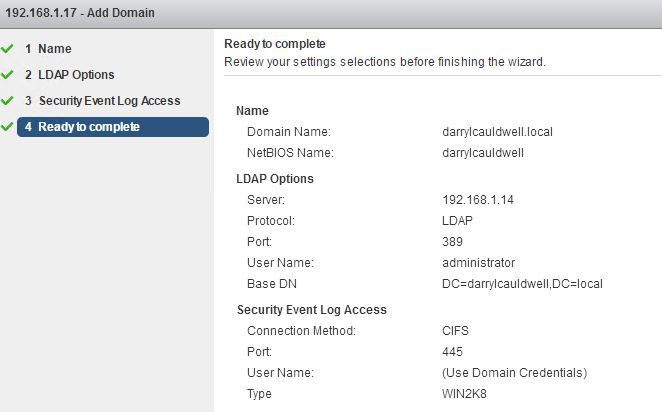 192.168.1.17 - Add Domain
1 Name
2 LDAP Options
3 Security Event Log Access
4 Ready to complete
Ready to complete
Review your settings selections before finishing the wizard.
Name
Domain Name: darrylcauldwell.local
NetBIOS Name: darrylcauldwell
LDAP Options
Server: 192.168.1.14
Protocol: LDAP
Port: 389
User Name: administrator
Base DN DC=darrylcauldwell,DC=local
Security Event Log Access
Connection Method: CIFS
Port: 445
User Name: (Use Domain Credentials)
Type WIN2K8